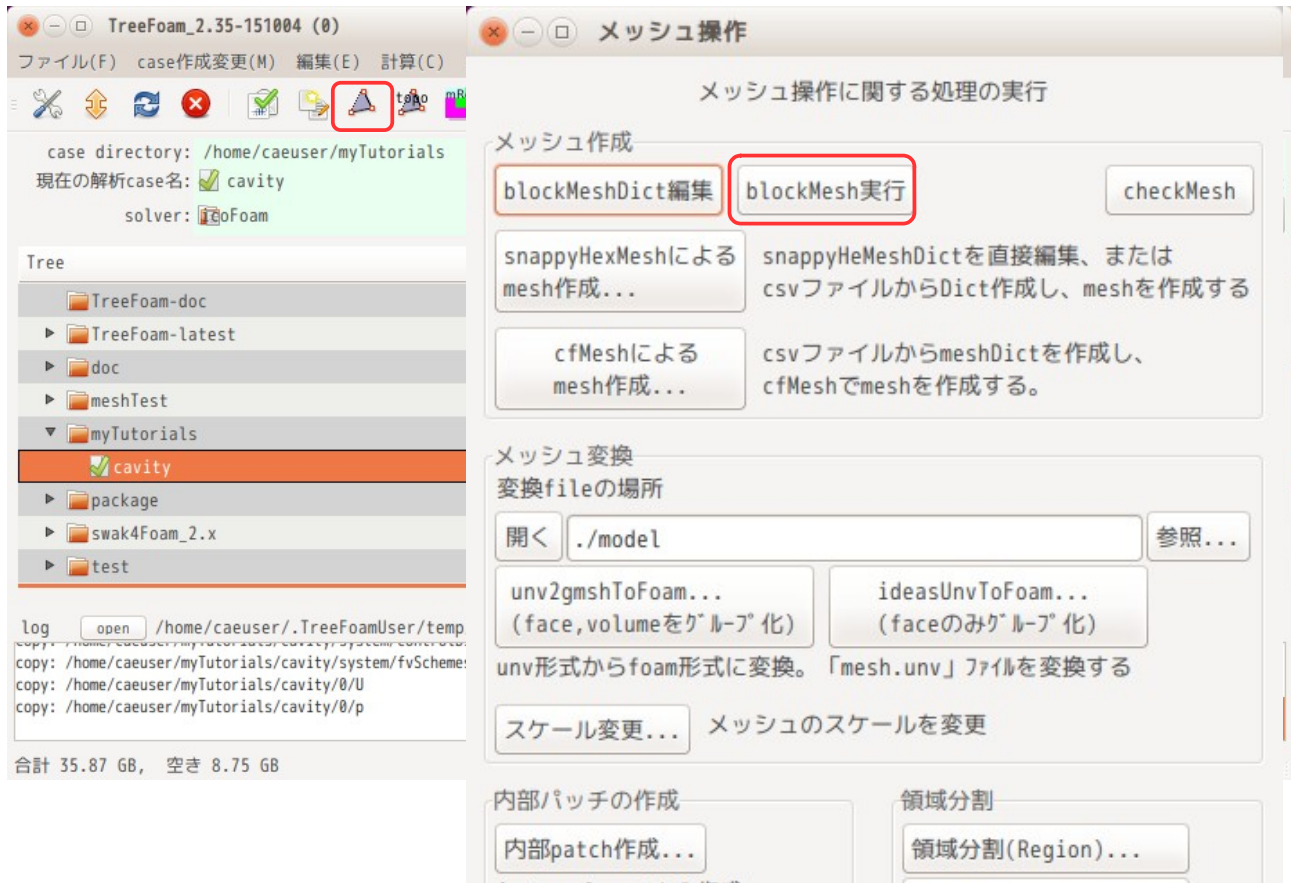 TreeFoam_2.35-151004 (0)
ファイル(F) case作成変更(M) 編集(E) 計算(C)
topo
case directory: /home/caeuser/myTutorials
現在の解析case名: cavity
solver: icoFoam
Tree
TreeFoam-doc
TreeFoam-latest
doc
meshTest
myTutorials
cavity
package
swak4Foam_2.x
test
log open /home/caeuser/.TreeFoamUser/temp
copy: /home/caeuser/myTutorials/cavity/system/controlD
copy: /home/caeuser/myTutorials/cavity/system/fvSchemes
copy: /home/caeuser/myTutorials/cavity/0/U
copy: /home/caeuser/myTutorials/cavity/0/p
合計 35.87 GB, 空き 8.75 GB
メッシュ操作
メッシュ操作に関する処理の実行
メッシュ作成
blockMeshDict編集 blockMesh実行 checkMesh
snappyHexMeshによる
mesh作成...
snappyHeMeshDictを直接編集、または
csvファイルからDict作成し、meshを作成する
cfMeshによる
mesh作成...
csvファイルからmeshDictを作成し、
cfMeshでmeshを作成する。
メッシュ変換
変換fileの場所
開く ./model 参照...
unv2gmshToFoam...
(face,volumeをｸﾞﾙｰﾌﾟ化)
ideasUnvToFoam...
(faceのみｸﾞﾙｰﾌﾟ化)
unv形式からfoam形式に変換。「mesh.unv」ﾌｧｲﾙを変換する
スケール変更... メッシュのスケールを変更
内部パッチの作成
内部patch作成...
領域分割
領域分割(Region)...